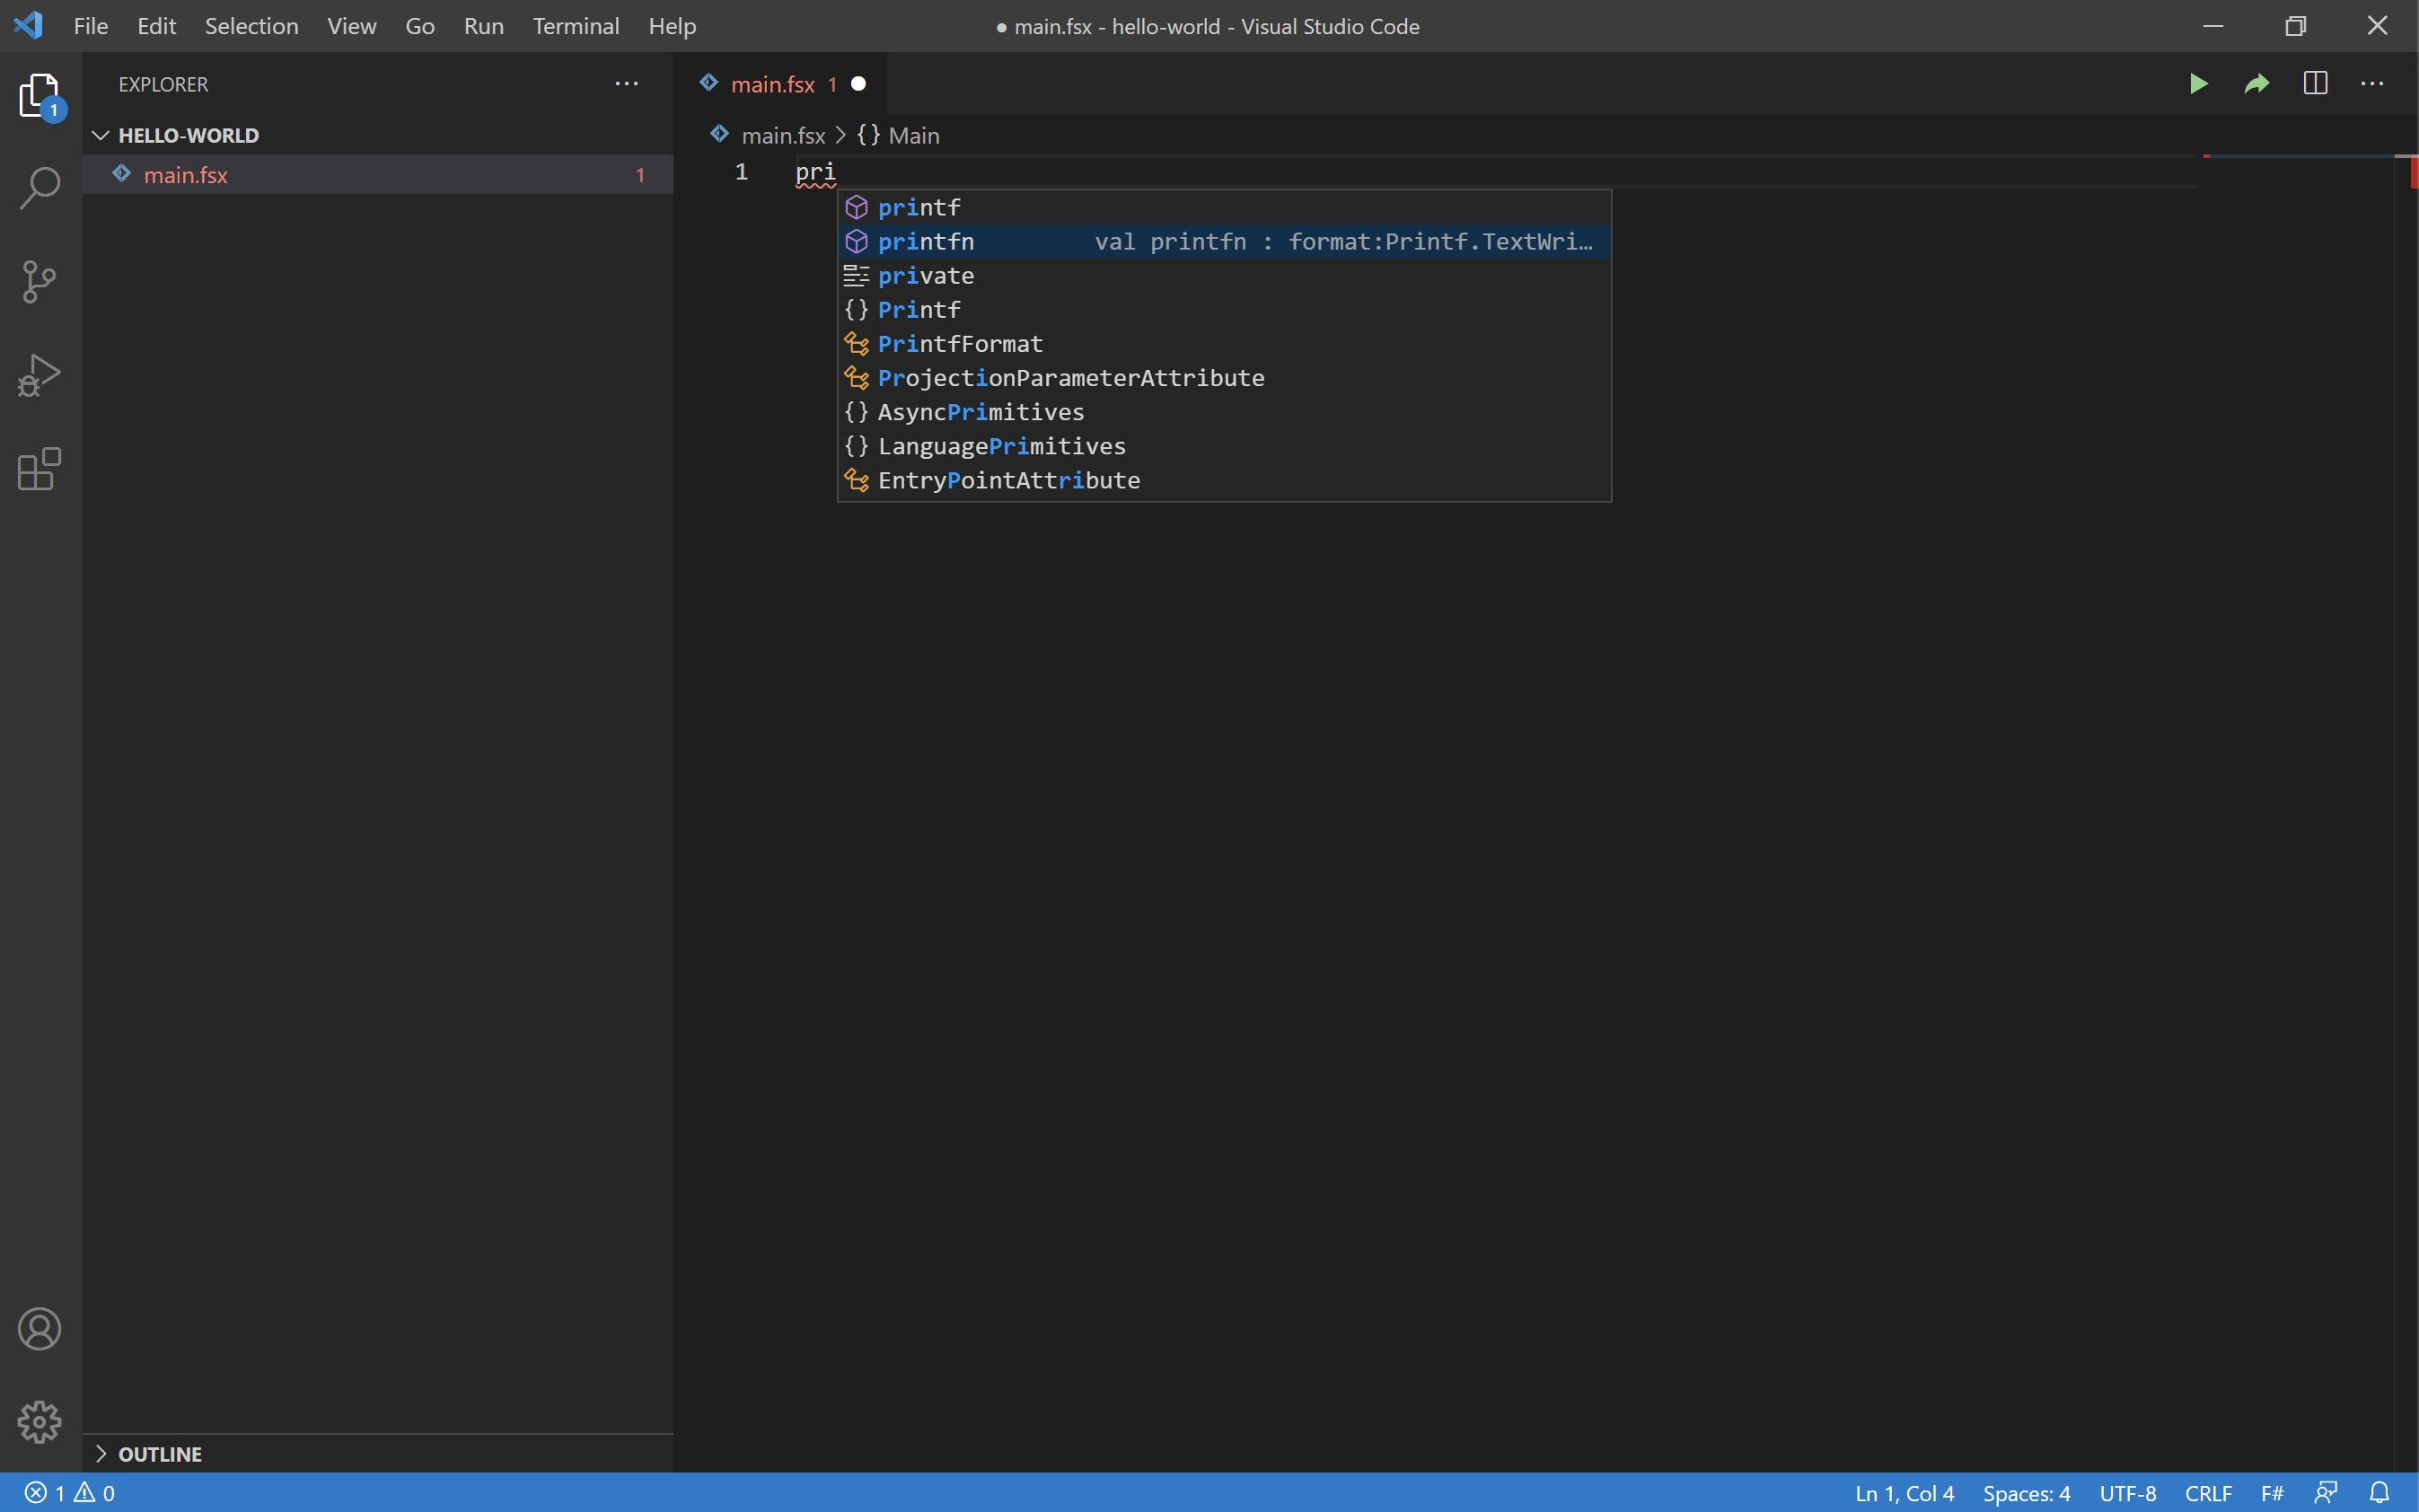 File Edit Selection View Go Run Terminal Help
● main.fsx - hello-world - Visual Studio Code
1
EXPLORER
HELLO-WORLD
main.fsx 1
OUTLINE
main.fsx 1
main.fsx > {} Main
1 pri
printf
printfn val printfn : format:Printf.TextWri…
private
{} Printf
PrintfFormat
ProjectionParameterAttribute
{} AsyncPrimitives
{} LanguagePrimitives
EntryPointAttribute
1 0
Ln 1, Col 4 Spaces: 4 UTF-8 CRLF F#